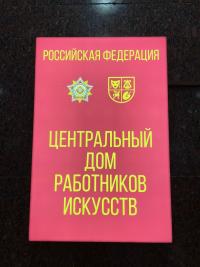 РОССИЙСКАЯ ФЕДЕРАЦИЯ
ЦЕНТРАЛЬНЫЙ
ДОМ
РАБОТНИКОВ
ИСКУССТВ